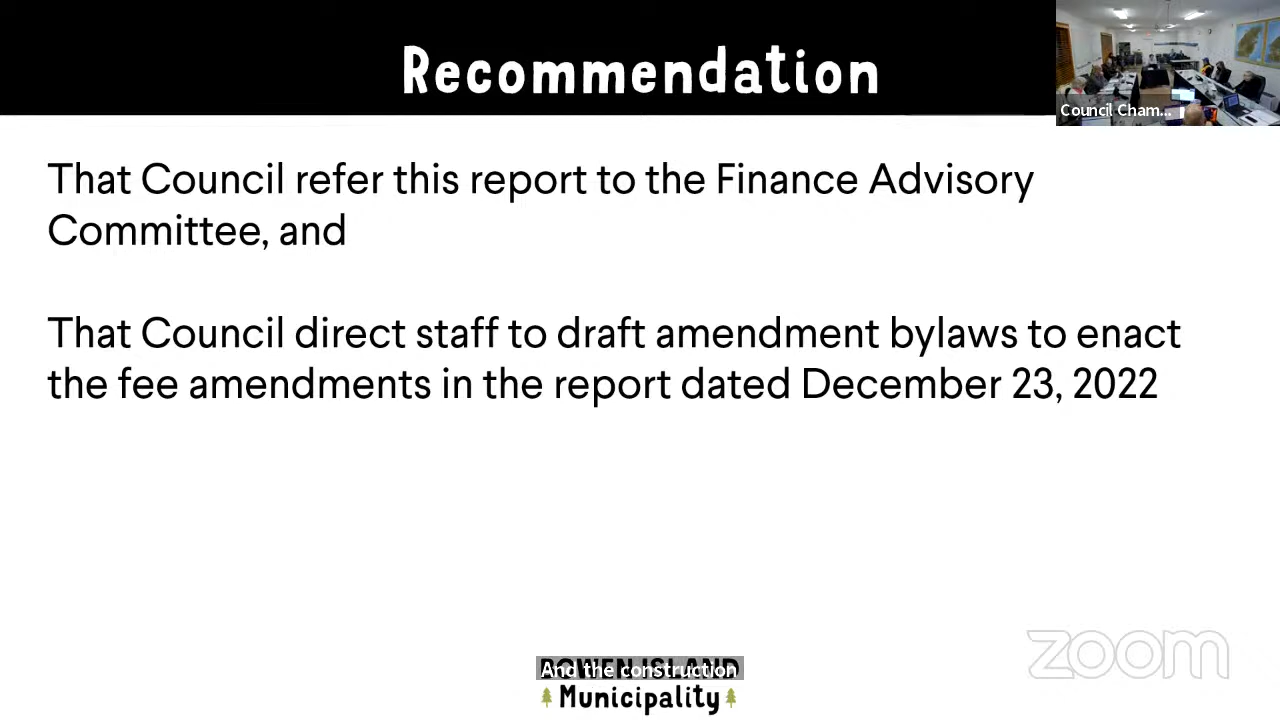 Recommendation
Council Cham...
That Council refer this report to the Finance Advisory
Committee, and
That Council direct staff to draft amendment bylaws to enact
the fee amendments in the report dated December 23, 2022
zoom
BOWEN ISLAND
And the construction
Municipality